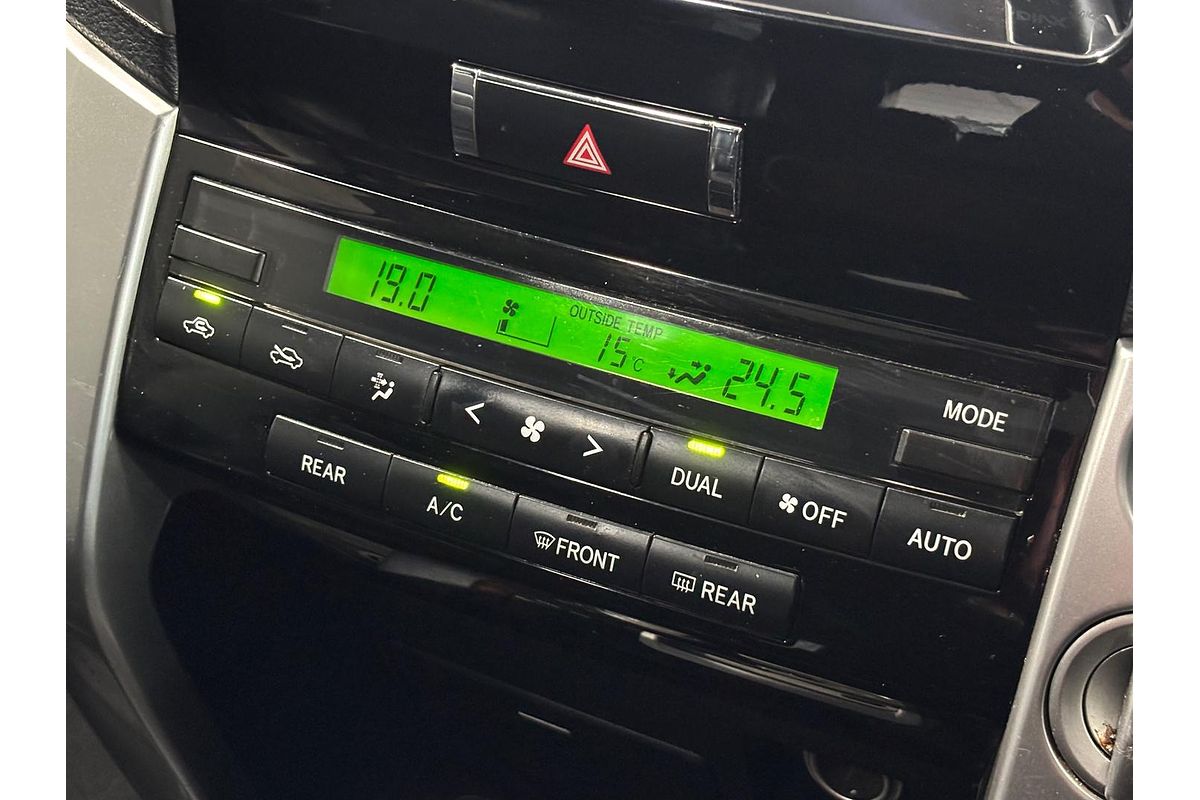 19.0
OUTSIDE TEMP
15°C
24.5
MODE
< >
DUAL
OFF
AUTO
REAR
A/C
FRONT
REAR